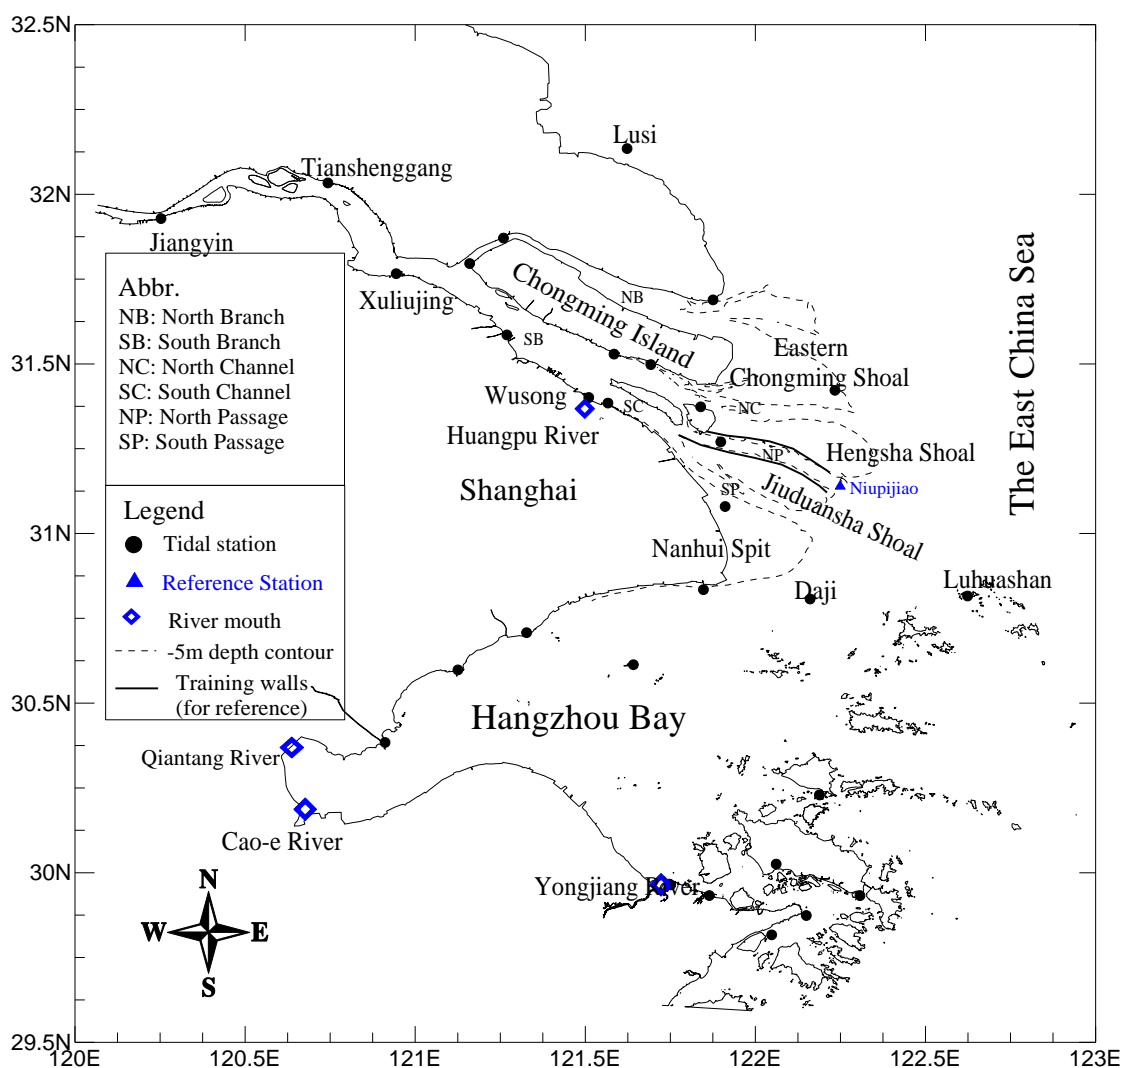 32.5N
Lusi
Tianshenggang
32N
Jiangyin
Abbr.
NB: North Branch
SB: South Branch
NC: North Channel
SC: South Channel
NP: North Passage
SP: South Passage
Xuliujing
Chongming Island
NB
SB
The East China Sea
31.5N
Eastern
Chongming Shoal
Wusong
SC
NC
Huangpu River
NP
Hengsha Shoal
Shanghai
SP
Jiuduansha Shoal
Niupijiao
Legend
Tidal station
Reference Station
River mouth
-5m depth contour
Training walls
(for reference)
31N
Nanhui Spit
Daji
Luhuashan
30.5N
Hangzhou Bay
Qiantang River
Cao-e River
30N
Yongjiang River
N
W
E
S
29.5N
120E
120.5E
121E
121.5E
122E
122.5E
123E